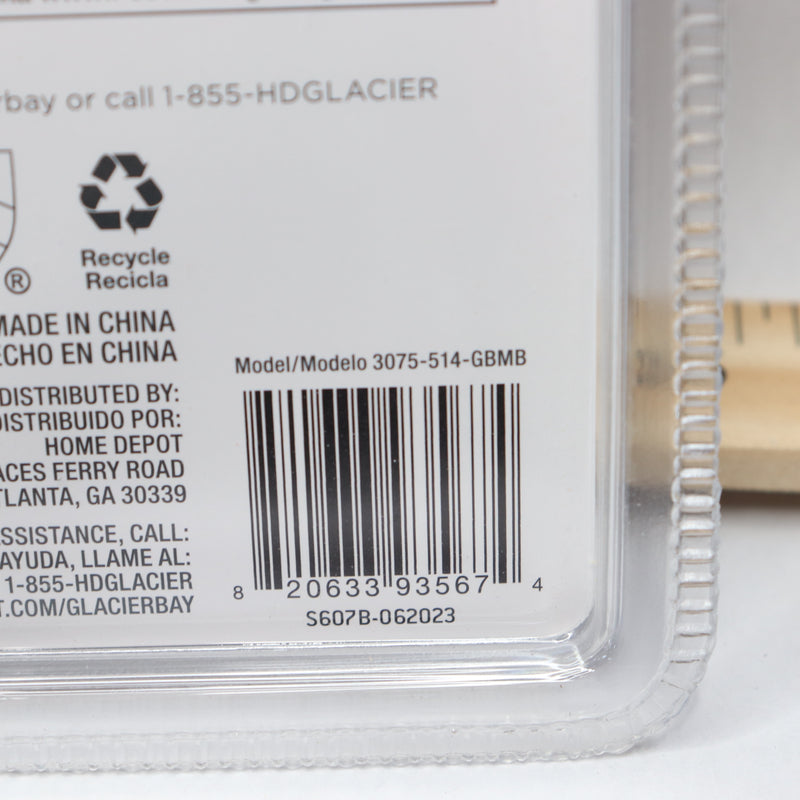 rbay or call 1-855-HDGLACIER
®
Recycle
Recicla
MADE IN CHINA
ECHO EN CHINA
DISTRIBUTED BY:
DISTRIBUIDO POR:
HOME DEPOT
ACES FERRY ROAD
TLANTA, GA 30339
SSISTANCE, CALL:
AYUDA, LLAME AL:
1-855-HDGLACIER
T.COM/GLACIERBAY
Model/Modelo 3075-514-GBMB
8 20633 93567 4
S607B-062023